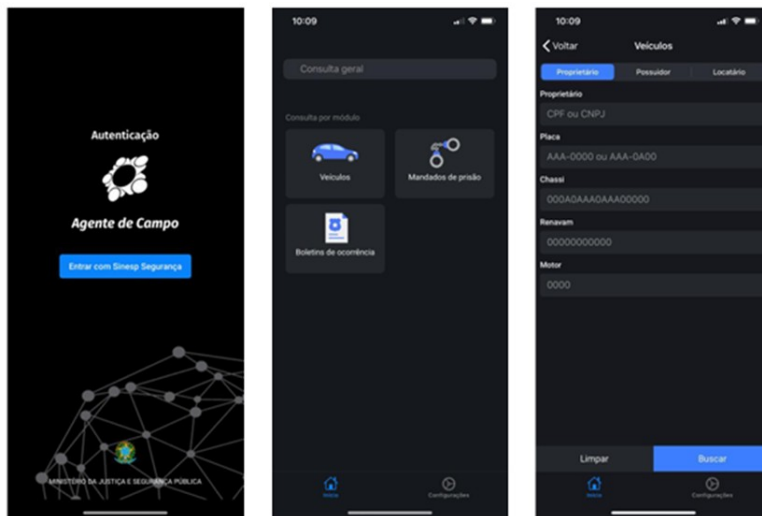 Autenticação
Agente de Campo
Entrar com Sinesp Segurança
MINISTÉRIO DA JUSTIÇA E SEGURANÇA PÚBLICA
10:09
Consulta geral
Consulta por módulo
Veículos
Mandados de prisão
Boletins de ocorrência
Início
Configurações
10:09
Voltar
Veículos
Proprietário Possuidor Locatário
Proprietário
CPF ou CNPJ
Placa
AAA-0000 ou AAA-0A00
Chassi
000A0AAA0AAA00000
Renavam
00000000000
Motor
0000
Limpar
Buscar
Início
Configurações